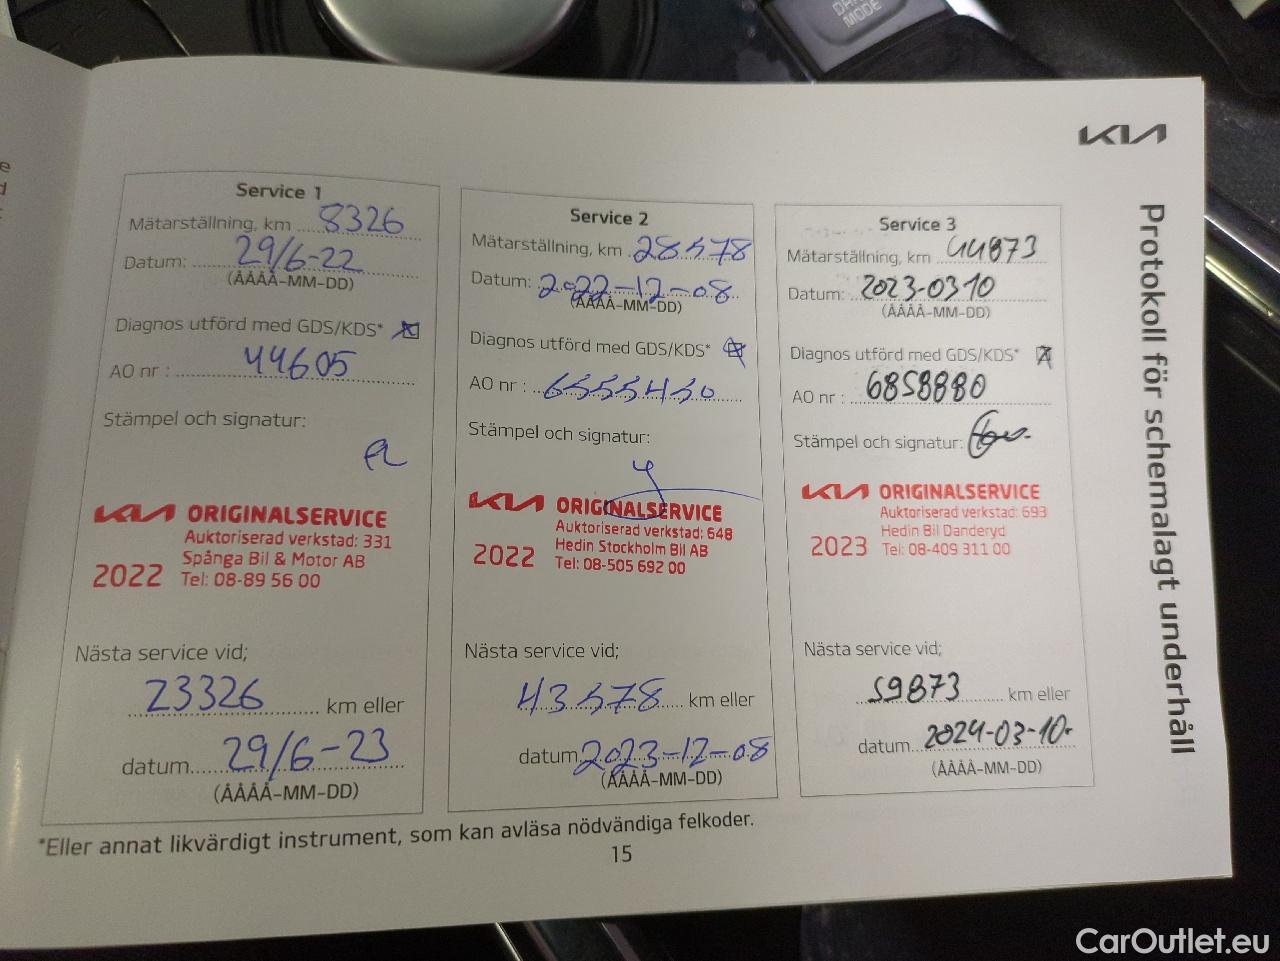 DRIVE
MODE
KIA
Protokoll för schemalagt underhåll
Service 1
Mätarställning, km 8326
Datum: 29/6-22
(ÅÅÅÅ-MM-DD)
Diagnos utförd med GDS/KDS*
AO nr : 44605
Stämpel och signatur:
KIA ORIGINALSERVICE
Auktoriserad verkstad: 331
Spånga Bil & Motor AB
2022 Tel: 08-89 56 00
Nästa service vid;
23326 km eller
datum 29/6-23
(ÅÅÅÅ-MM-DD)
Service 2
Mätarställning, km 28578
Datum: 2022-12-08
(ÅÅÅÅ-MM-DD)
Diagnos utförd med GDS/KDS*
AO nr : 6555450
Stämpel och signatur:
KIA ORIGINALSERVICE
Auktoriserad verkstad: 648
2022 Hedin Stockholm Bil AB
Tel: 08-505 692 00
Nästa service vid;
43578 km eller
datum 2023-12-08
(ÅÅÅÅ-MM-DD)
Service 3
Mätarställning, km 44873
Datum: 2023-0310
(ÅÅÅÅ-MM-DD)
Diagnos utförd med GDS/KDS*
AO nr : 6858880
Stämpel och signatur:
KIA ORIGINALSERVICE
Auktoriserad verkstad: 693
Hedin Bil Danderyd
2023 Tel: 08-409 311 00
Nästa service vid;
59873 km eller
datum 2024-03-10.
(ÅÅÅÅ-MM-DD)
*Eller annat likvärdigt instrument, som kan avläsa nödvändiga felkoder.
15
CarOutlet.eu